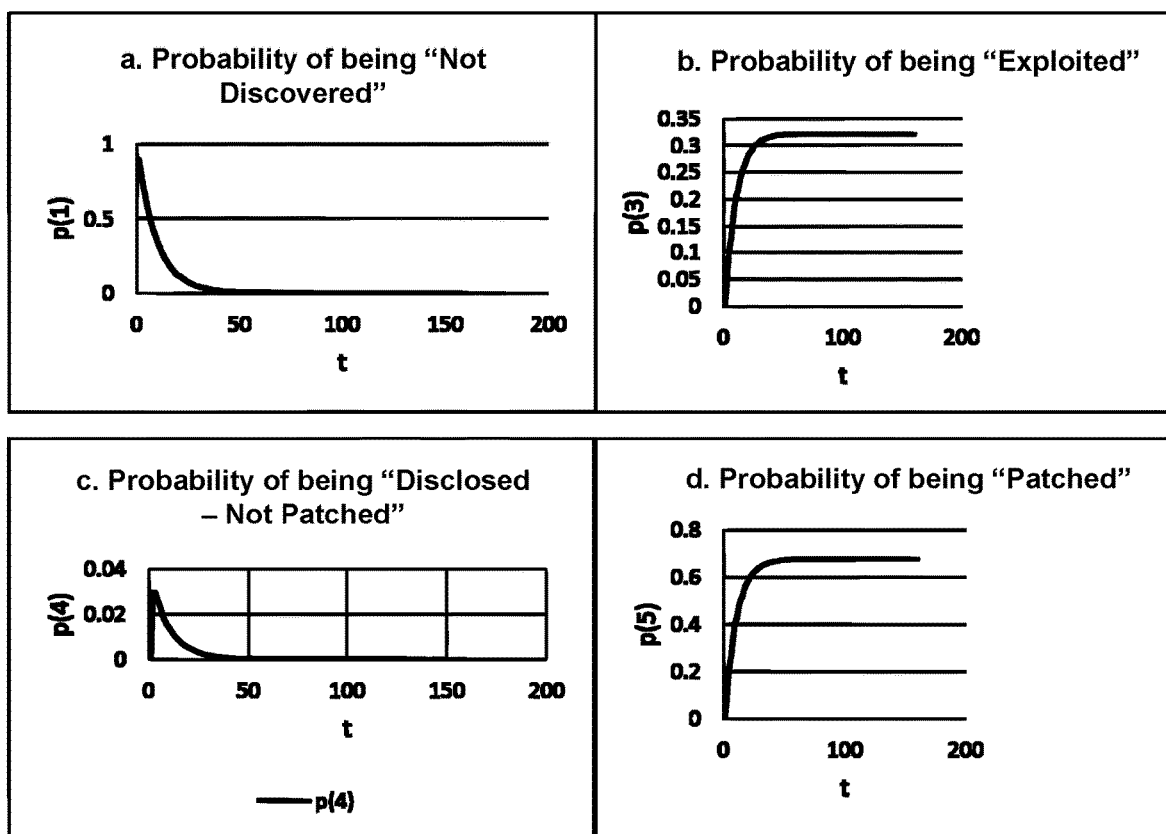 a. Probability of being “Not
Discovered”
1
0.5
0
p(1)
0 50 100 150 200
t
b. Probability of being “Exploited”
0.35
0.3
0.25
0.2
0.15
0.1
0.05
0
p(3)
0 100 200
t
c. Probability of being “Disclosed
– Not Patched”
0.04
0.02
0
p(4)
0 50 100 150 200
t
p(4)
d. Probability of being “Patched”
0.8
0.6
0.4
0.2
0
p(5)
0 100 200
t